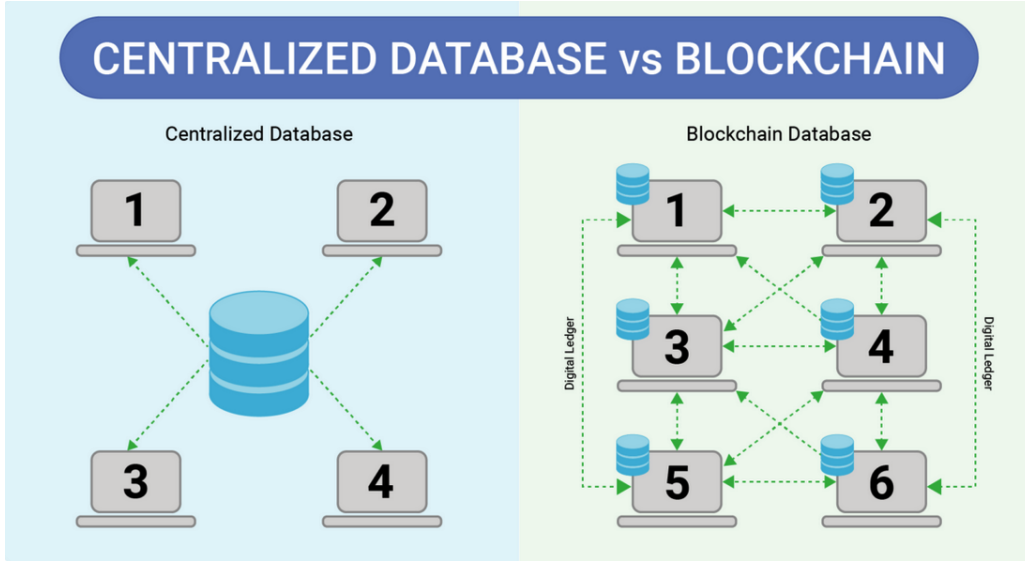 CENTRALIZED DATABASE vs BLOCKCHAIN
Centralized Database
1
2
3
4
Blockchain Database
1
2
3
4
5
6
Digital Ledger
Digital Ledger